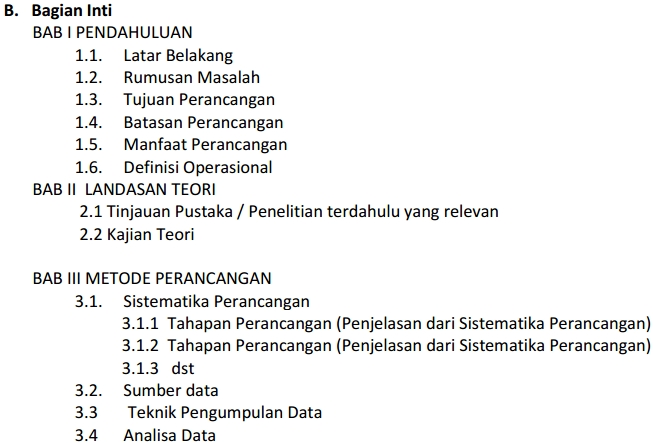 B. Bagian Inti
BAB I PENDAHULUAN
1.1. Latar Belakang
1.2. Rumusan Masalah
1.3. Tujuan Perancangan
1.4. Batasan Perancangan
1.5. Manfaat Perancangan
1.6. Definisi Operasional
BAB II LANDASAN TEORI
2.1 Tinjauan Pustaka / Penelitian terdahulu yang relevan
2.2 Kajian Teori
BAB III METODE PERANCANGAN
3.1. Sistematika Perancangan
3.1.1 Tahapan Perancangan (Penjelasan dari Sistematika Perancangan)
3.1.2 Tahapan Perancangan (Penjelasan dari Sistematika Perancangan)
3.1.3 dst
3.2. Sumber data
3.3 Teknik Pengumpulan Data
3.4 Analisa Data